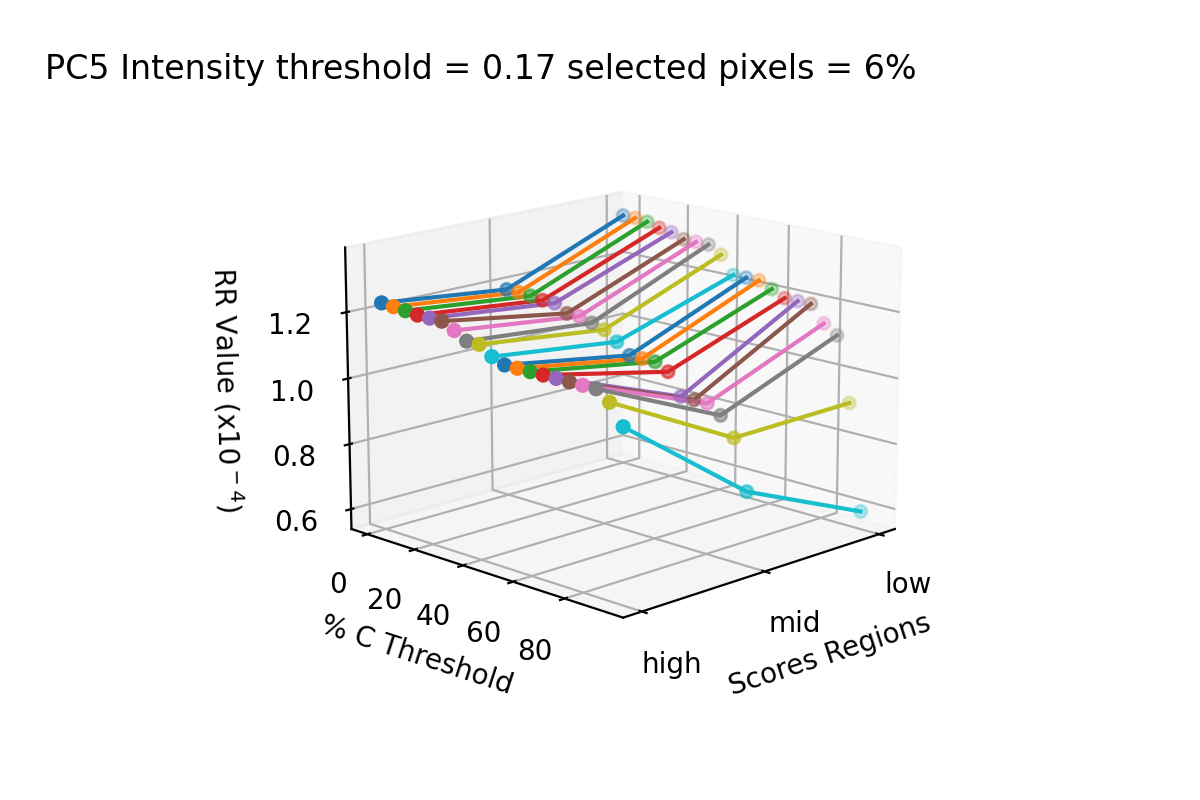 PC5 Intensity threshold = 0.17 selected pixels = 6%
RR Value (x10⁻⁴)
1.2
1.0
0.8
0.6
0
20
40
60
80
% C Threshold
high
mid
low
Scores Regions